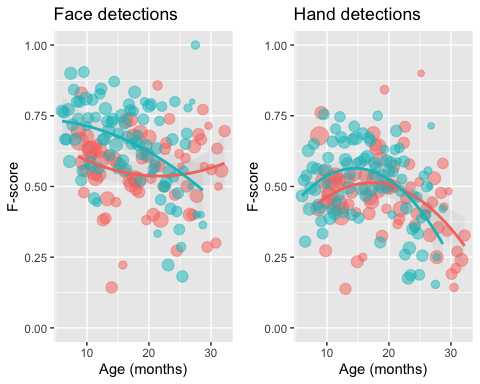 Face detections
Hand detections
1.00
0.75
0.50
0.25
0.00
F-score
10
20
30
Age (months)
1.00
0.75
0.50
0.25
0.00
F-score
10
20
30
Age (months)